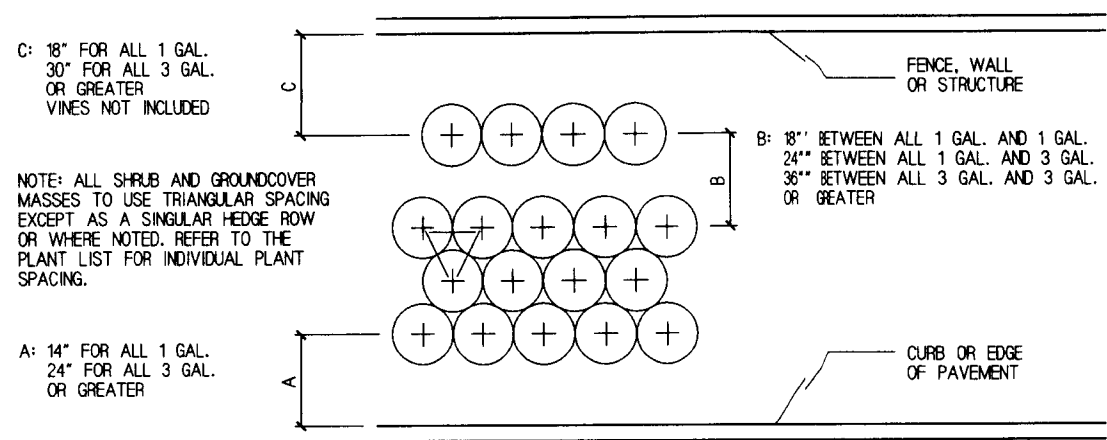 C: 18" FOR ALL 1 GAL.
30" FOR ALL 3 GAL.
OR GREATER
VINES NOT INCLUDED
C
FENCE, WALL
OR STRUCTURE
B
B: 18"' BETWEEN ALL 1 GAL. AND 1 GAL.
24"" BETWEEN ALL 1 GAL. AND 3 GAL.
36"" BETWEEN ALL 3 GAL. AND 3 GAL.
OR GREATER
NOTE: ALL SHRUB AND GROUNDCOVER
MASSES TO USE TRIANGULAR SPACING
EXCEPT AS A SINGULAR HEDGE ROW
OR WHERE NOTED. REFER TO THE
PLANT LIST FOR INDIVIDUAL PLANT
SPACING.
A: 14" FOR ALL 1 GAL.
24" FOR ALL 3 GAL.
OR GREATER
A
CURB OR EDGE
OF PAVEMENT